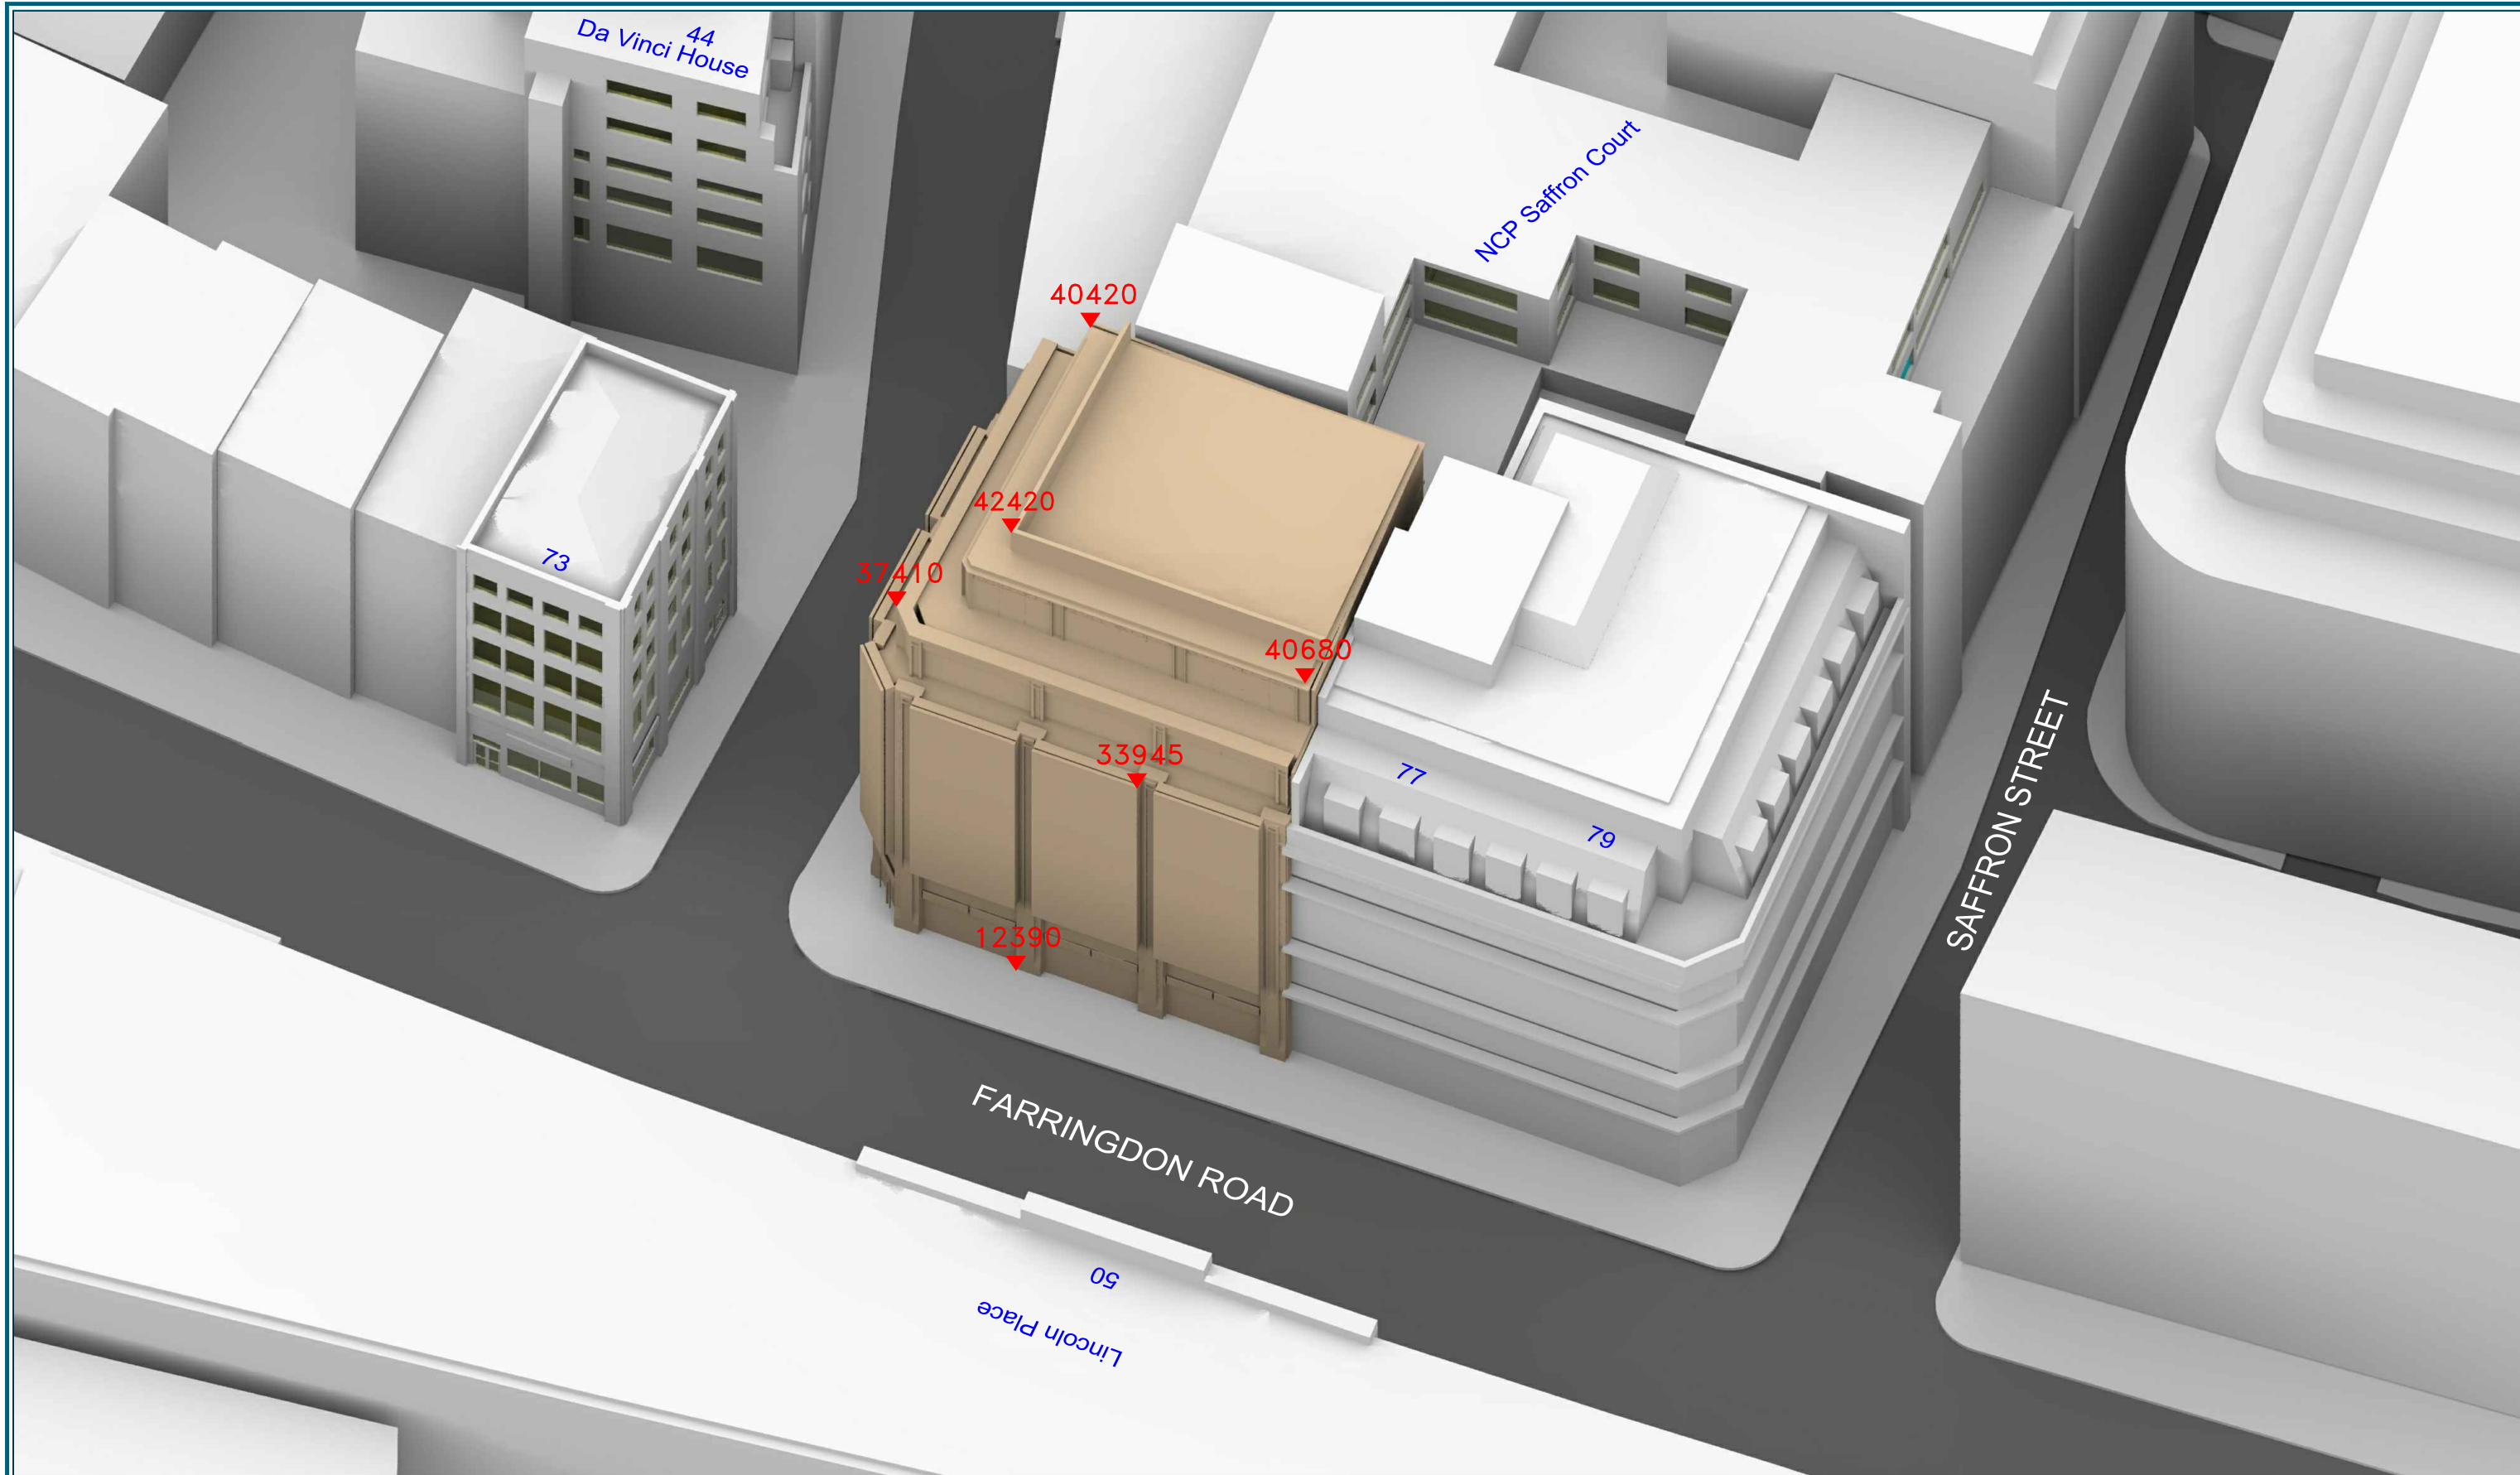 44
Da Vinci House
NCP Saffron Court
40420
42420
73
37410
40680
33945
77
79
SAFFRON STREET
12390
FARRINGDON ROAD
50
Lincoln Place